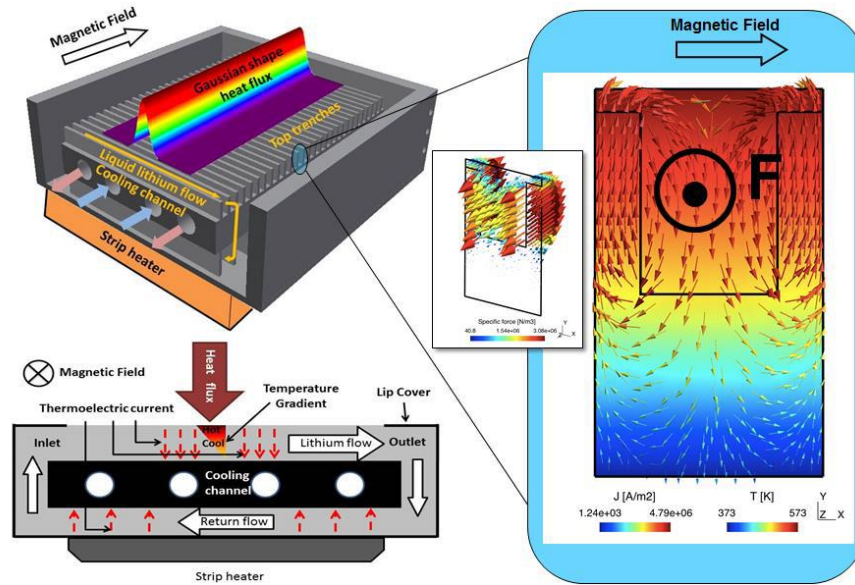 Magnetic Field
Gaussian shape
heat flux
Top trenches
Liquid lithium flow
Cooling channel
Strip heater
Magnetic Field
F
Specific force [N/m3]
40.8 1.54e+06 3.08e+06
Y
Z X
J [A/m2] T [K]
1.24e+03 4.79e+06 373 573
Y
Z X
Heat flux
Magnetic Field
Thermoelectric current
Temperature
Gradient
Lip Cover
Inlet
Hot
Cool
Lithium flow
Outlet
Cooling
channel
Return flow
Strip heater